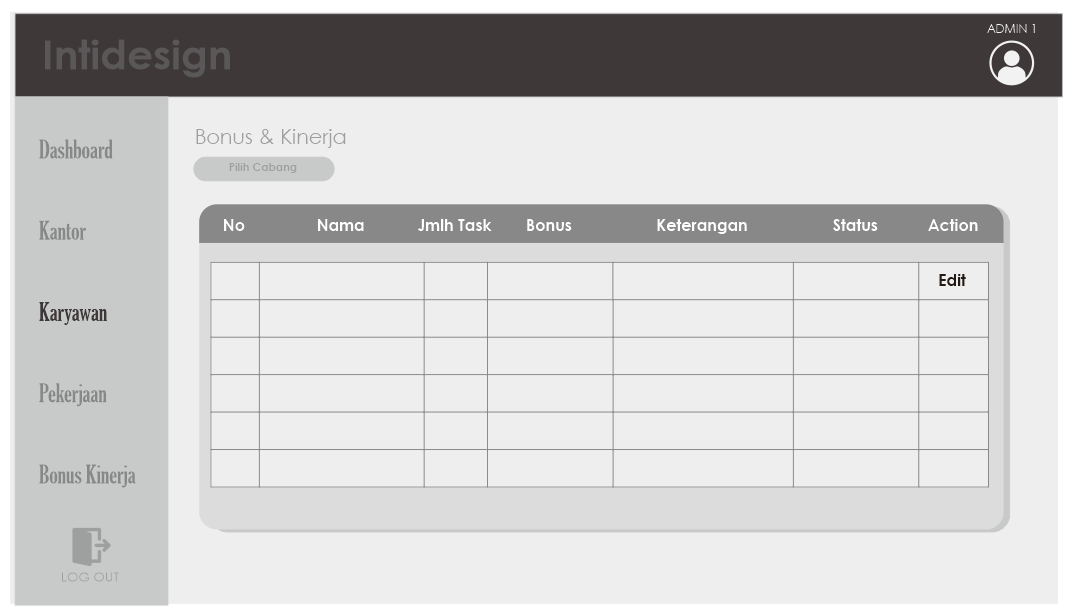 Intidesign
ADMIN 1
Dashboard
Kantor
Karyawan
Pekerjaan
Bonus Kinerja
LOG OUT
Bonus & Kinerja
Pilih Cabang
No Nama Jmlh Task Bonus Keterangan Status Action
Edit